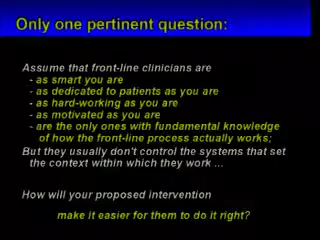 Only one pertinent question:
Assume that front-line clinicians are
- as smart you are
- as dedicated to patients as you are
- as hard-working as you are
- as motivated as you are
- are the only ones with fundamental knowledge
of how the front-line process actually works;
But they usually don't control the systems that set
the context within which they work ...
How will your proposed intervention
make it easier for them to do it right?